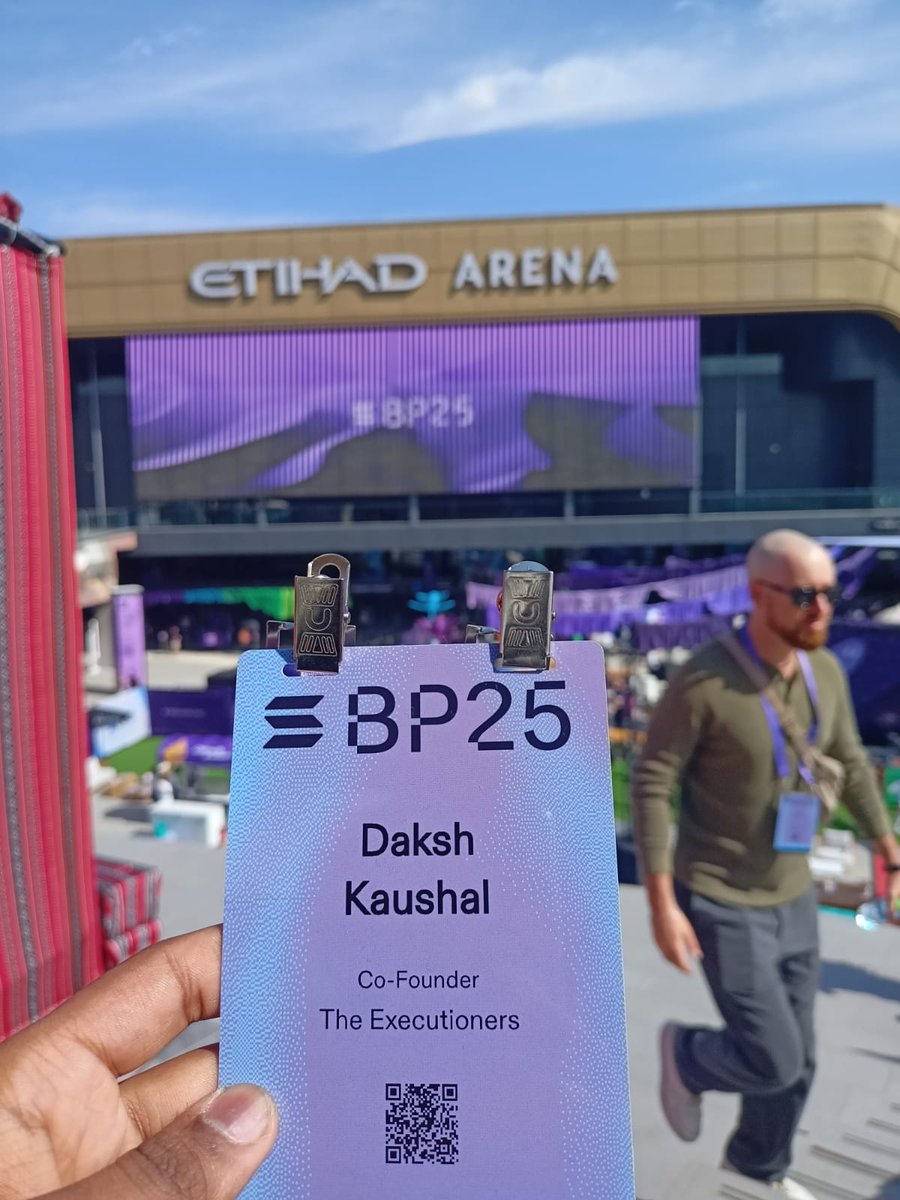 ETIHAD ARENA
BP25
BP25
Daksh
Kaushal
Co-Founder
The Executioners